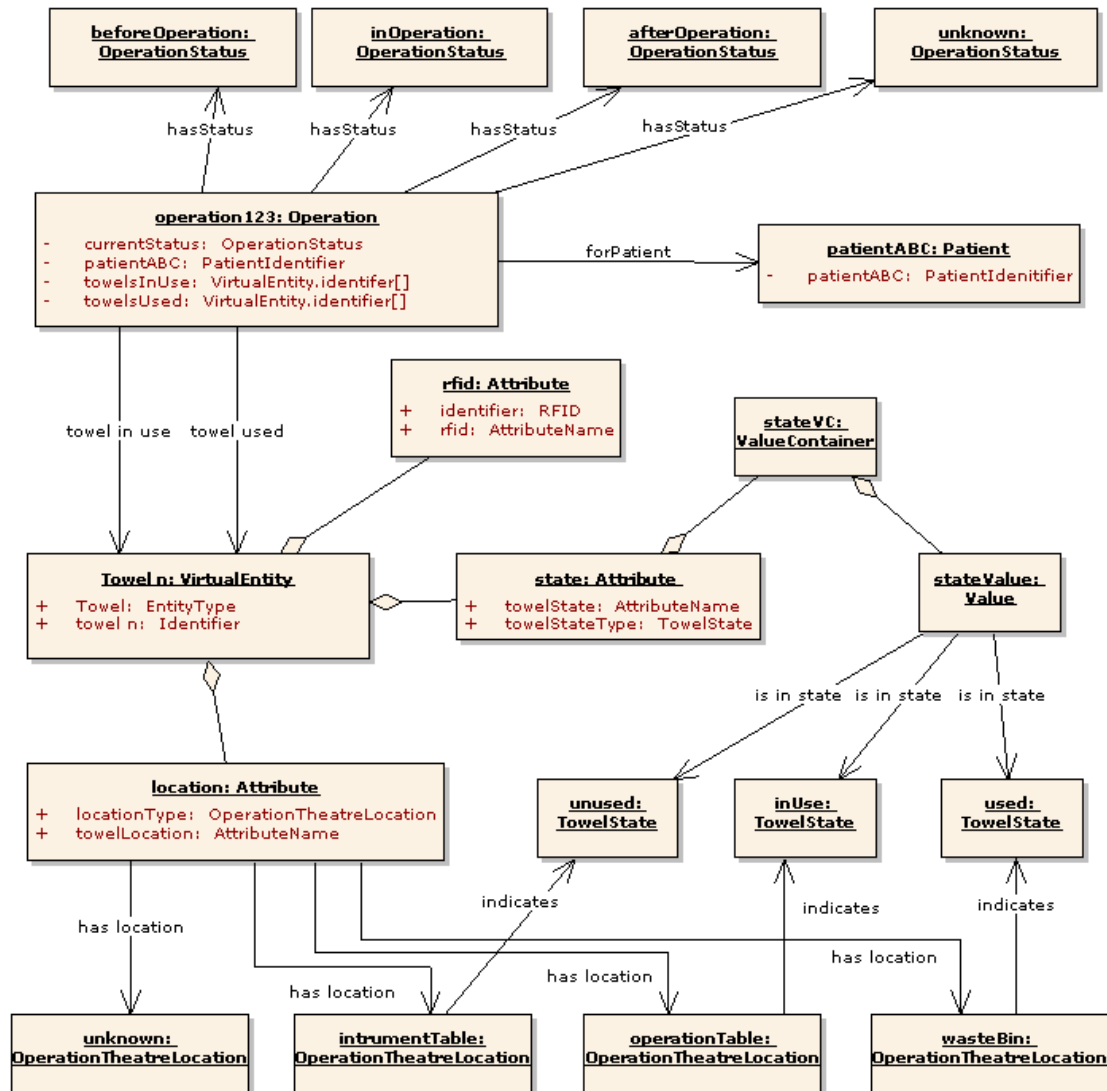 beforeOperation:
OperationStatus
inOperation:
OperationStatus
afterOperation:
OperationStatus
unknown:
OperationStatus
hasStatus
hasStatus
hasStatus
hasStatus
operation123: Operation
- currentStatus: OperationStatus
- patientABC: PatientIdentifier
- towelsInUse: VirtualEntity.identifer[]
- towelsUsed: VirtualEntity.identifer[]
forPatient
patientABC: Patient
- patientABC: PatientIdenitifier
towel in use
towel used
rfid: Attribute
+ identifier: RFID
+ rfid: AttributeName
stateVC:
ValueContainer
Towel n: VirtualEntity
+ Towel: EntityType
+ towel n: Identifier
state: Attribute
+ towelState: AttributeName
+ towelStateType: TowelState
stateValue:
Value
is in state
is in state
is in state
location: Attribute
+ locationType: OperationTheatreLocation
+ towelLocation: AttributeName
unused:
TowelState
inUse:
TowelState
used:
TowelState
indicates
indicates
indicates
has location
has location
has location
has location
unknown:
OperationTheatreLocation
intrumentTable:
OperationTheatreLocation
operationTable:
OperationTheatreLocation
wasteBin:
OperationTheatreLocation